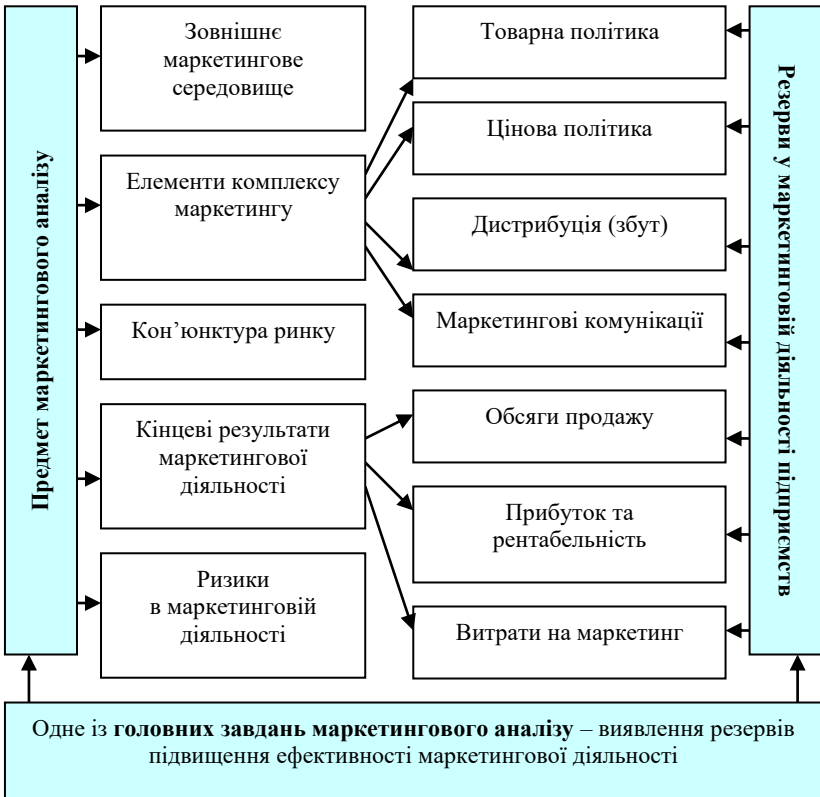 Предмет маркетингового аналізу
Зовнішнє
маркетингове
середовище
Елементи комплексу
маркетингу
Кон’юнктура ринку
Кінцеві результати
маркетингової
діяльності
Ризики
в маркетинговій
діяльності
Товарна політика
Цінова політика
Дистрибуція (збут)
Маркетингові комунікації
Обсяги продажу
Прибуток та
рентабельність
Витрати на маркетинг
Резерви у маркетинговій діяльності підприємств
Одне із головних завдань маркетингового аналізу – виявлення резервів
підвищення ефективності маркетингової діяльності